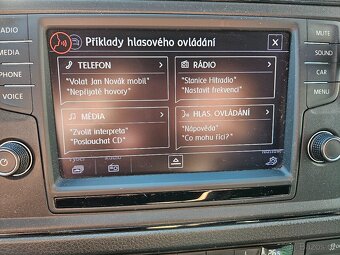 Příklady hlasového ovládání
X
RADIO
MEDIA
PHONE
VOICE
TELEFON
"Volat Jan Novák mobil"
"Nepřijaté hovory"
RÁDIO
"Stanice Hitradio"
"Nastavit frekvenci"
MÉDIA
"Zvolit interpreta"
"Poslouchat CD"
HLAS. OVLÁDÁNÍ
"Nápověda"
"Co mohu říci?"
MUTE
SOUND
CAR
MENU